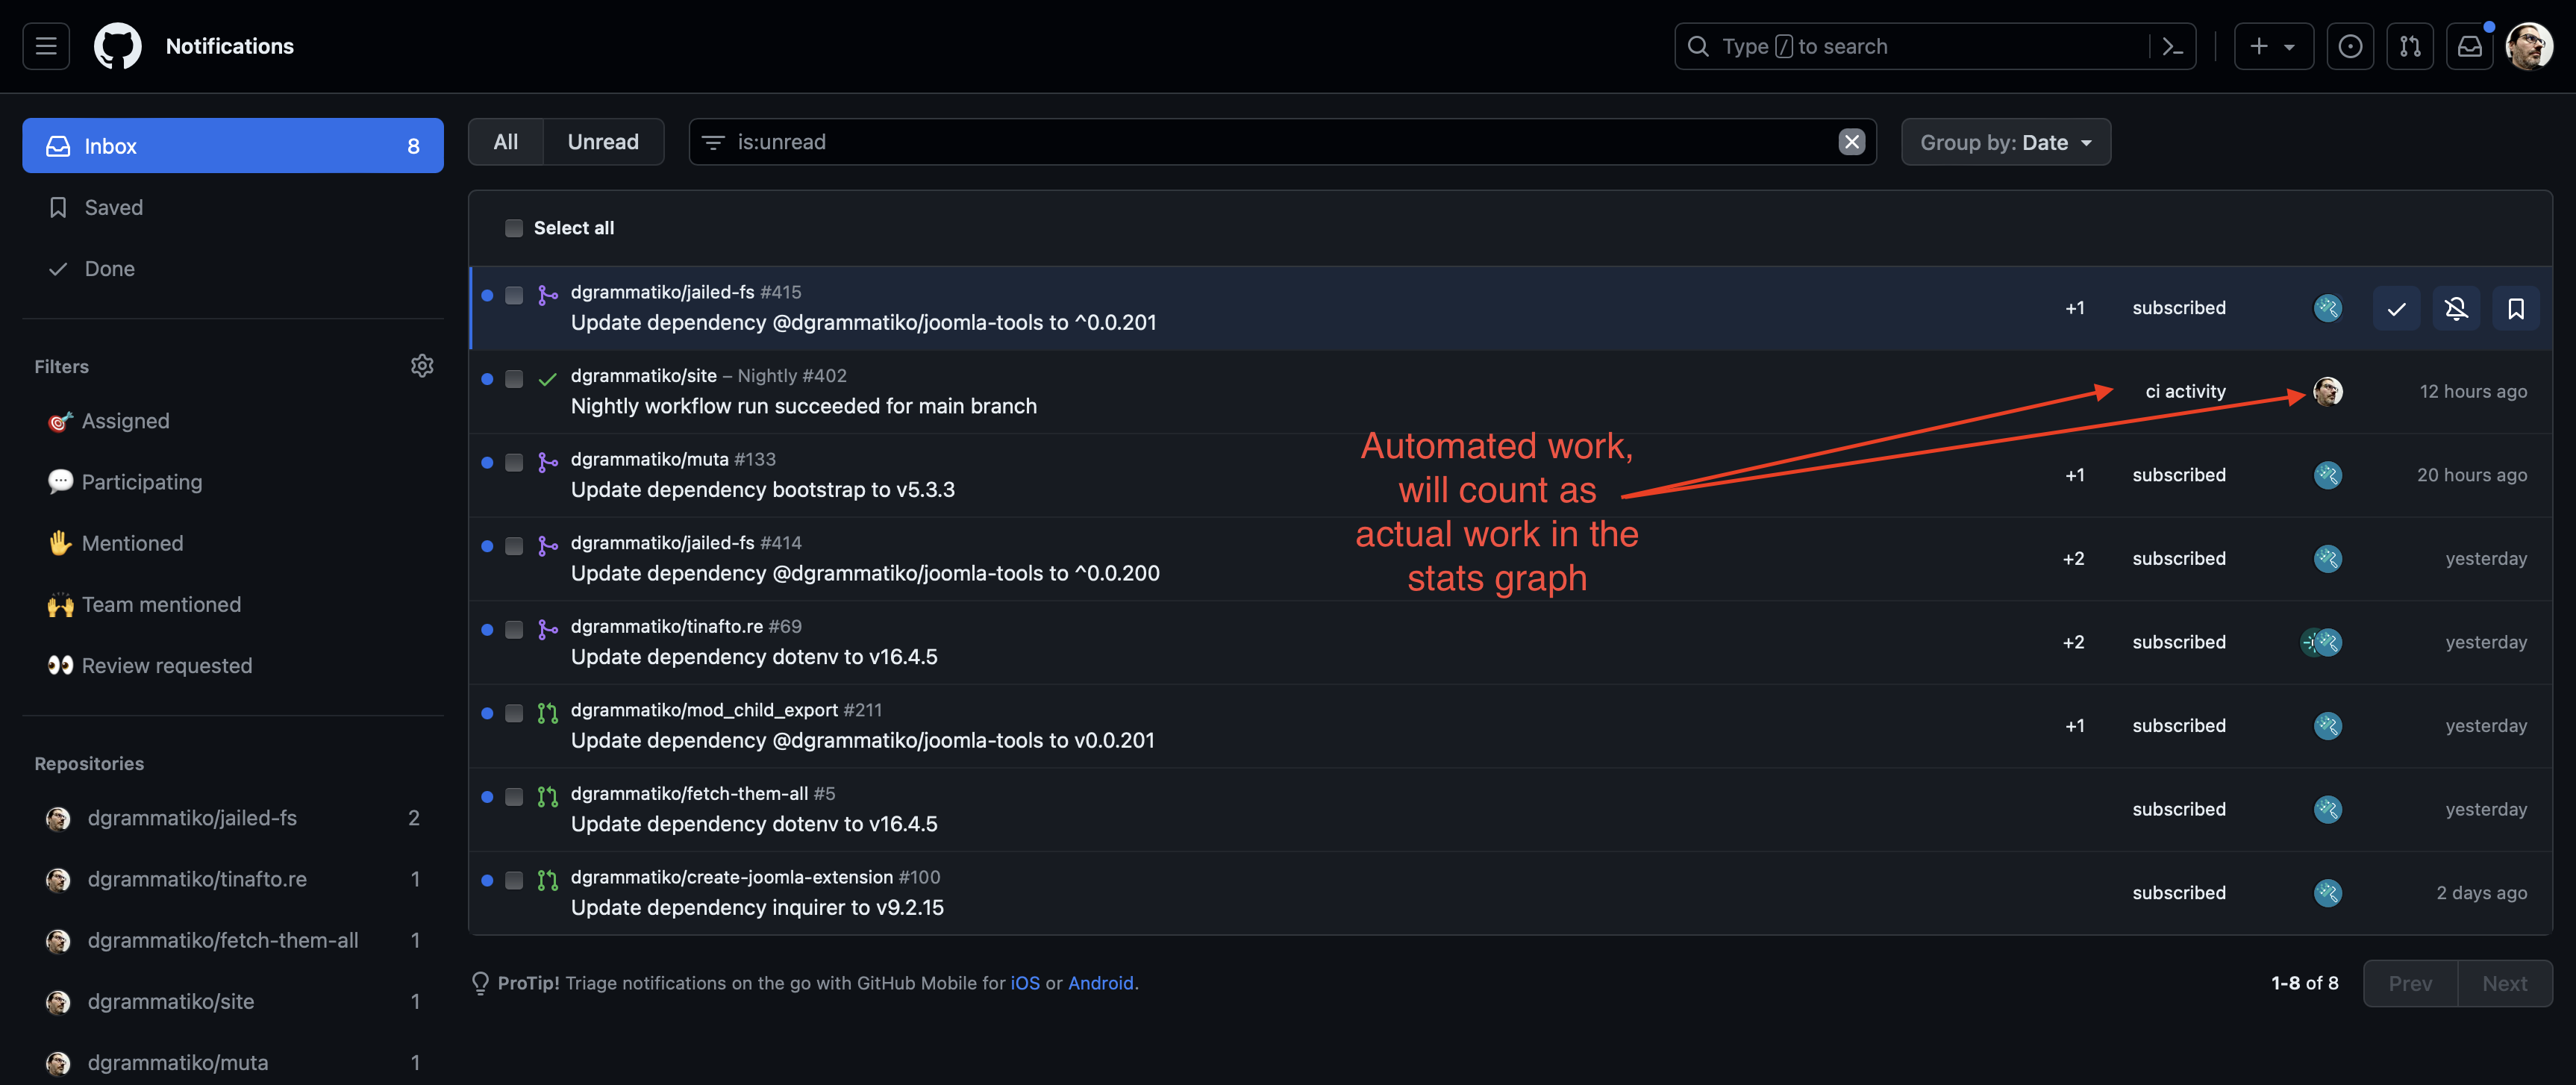 Notifications
Type / to search
Inbox 8
Saved
Done
Filters
Assigned
Participating
Mentioned
Team mentioned
Review requested
Repositories
dgrammatiko/jailed-fs 2
dgrammatiko/tinafto.re 1
dgrammatiko/fetch-them-all 1
dgrammatiko/site 1
dgrammatiko/muta 1
All Unread is:unread Group by: Date
Select all
dgrammatiko/jailed-fs #415
Update dependency @dgrammatiko/joomla-tools to ^0.0.201
+1 subscribed
dgrammatiko/site – Nightly #402
Nightly workflow run succeeded for main branch
ci activity 12 hours ago
dgrammatiko/muta #133
Update dependency bootstrap to v5.3.3
+1 subscribed 20 hours ago
dgrammatiko/jailed-fs #414
Update dependency @dgrammatiko/joomla-tools to ^0.0.200
+2 subscribed yesterday
dgrammatiko/tinafto.re #69
Update dependency dotenv to v16.4.5
+2 subscribed yesterday
dgrammatiko/mod_child_export #211
Update dependency @dgrammatiko/joomla-tools to v0.0.201
+1 subscribed yesterday
dgrammatiko/fetch-them-all #5
Update dependency dotenv to v16.4.5
subscribed yesterday
dgrammatiko/create-joomla-extension #100
Update dependency inquirer to v9.2.15
subscribed 2 days ago
Automated work,
will count as
actual work in the
stats graph
ProTip! Triage notifications on the go with GitHub Mobile for iOS or Android.
1-8 of 8 Prev Next